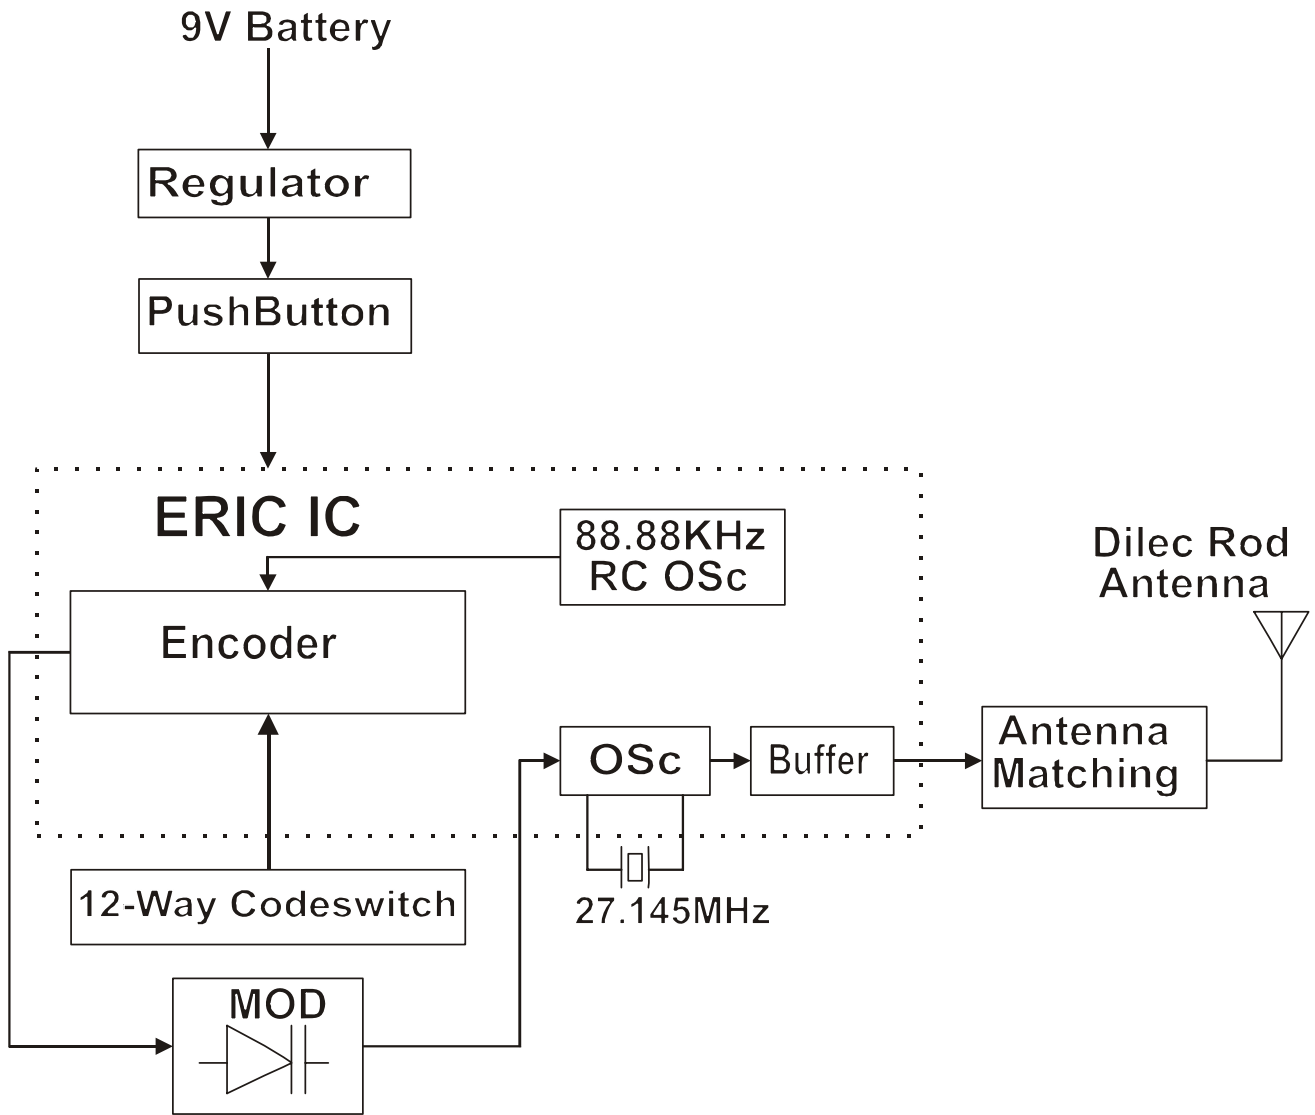 9V Battery
Regulator
PushButton
ERIC IC
88.88KHz
RC OSc
Encoder
Dilec Rod
Antenna
OSc
Buffer
Antenna
Matching
12-Way Codeswitch
27.145MHz
MOD